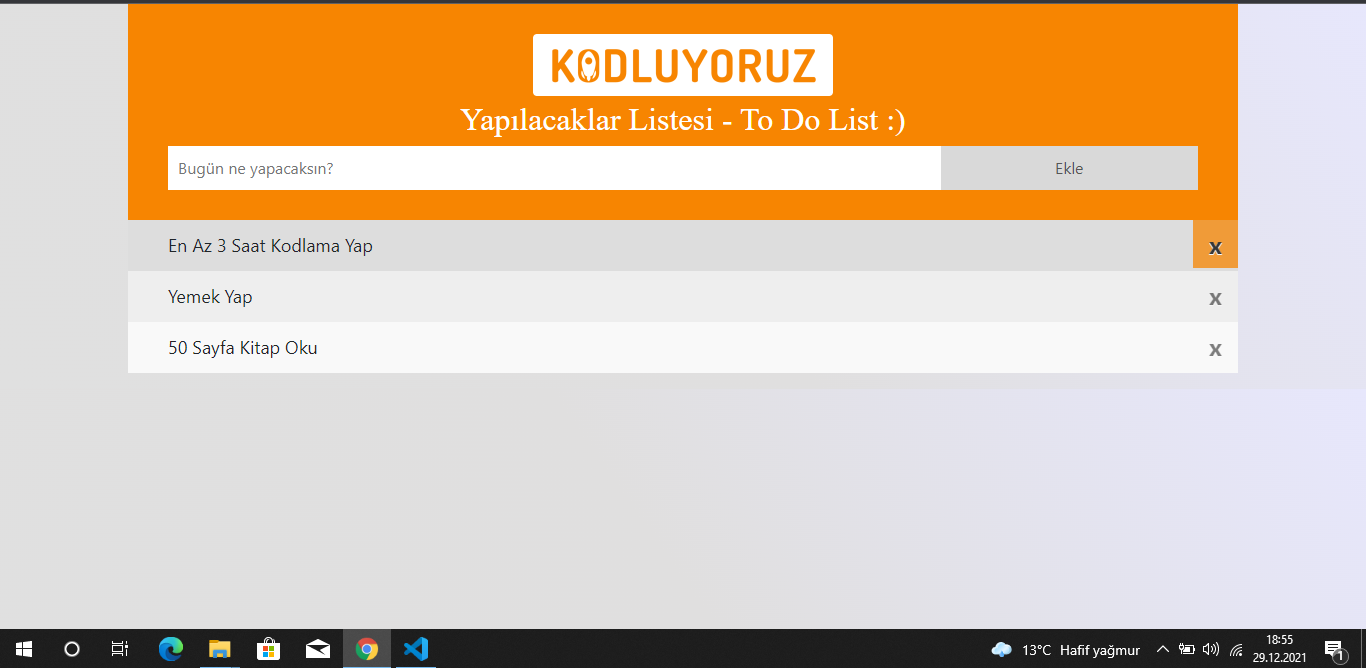 KODLUYORUZ
Yapılacaklar Listesi - To Do List :)
Bugün ne yapacaksın?
Ekle
En Az 3 Saat Kodlama Yap
x
Yemek Yap
x
50 Sayfa Kitap Oku
x
13°C Hafif yağmur
18:55
29.12.2021
1